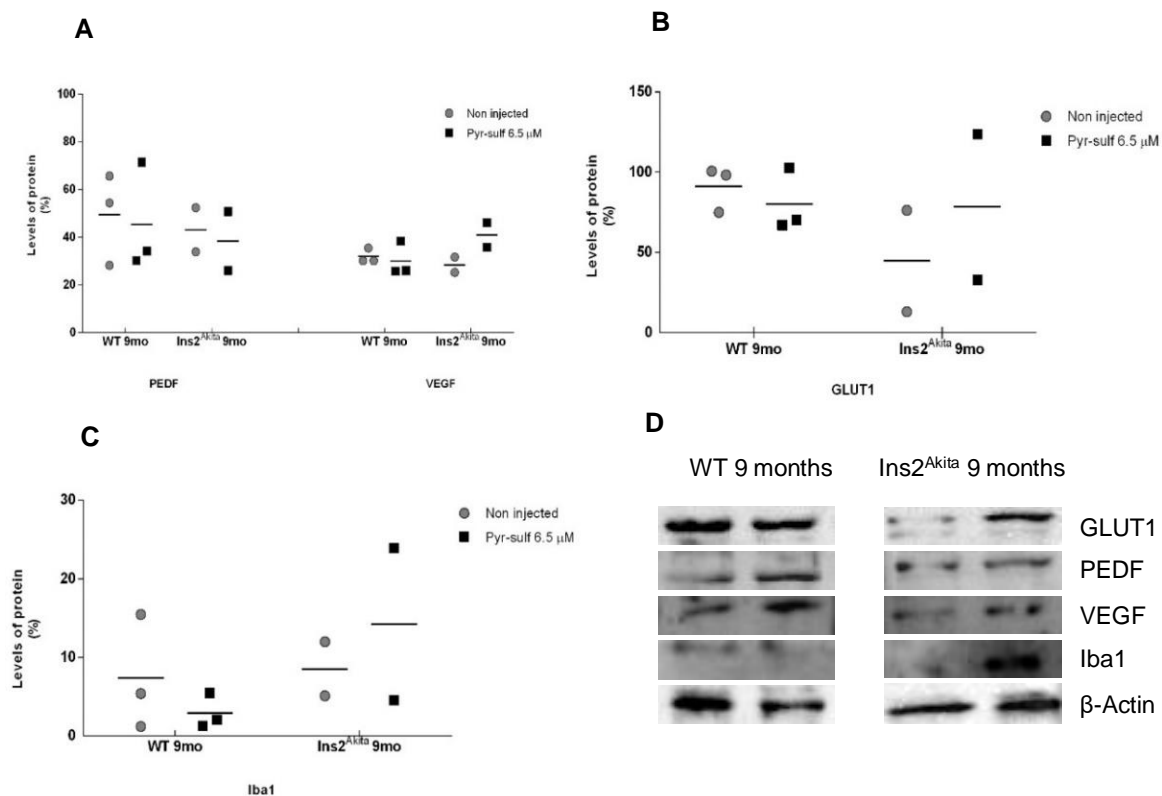 A
100
80
60
40
20
0
Levels of protein
(%)
Non injected
Pyr-sulf 6.5 µM
WT 9mo
Ins2Akita 9mo
WT 9mo
Ins2Akita 9mo
PEDF
VEGF
B
150
100
50
0
Levels of protein
(%)
Non injected
Pyr-sulf 6.5 µM
WT 9mo
Ins2Akita 9mo
GLUT1
C
30
20
10
0
Levels of protein
(%)
Non injected
Pyr-sulf 6.5 µM
WT 9mo
Ins2Akita 9mo
Iba1
D
WT 9 months
Ins2Akita 9 months
GLUT1
PEDF
VEGF
Iba1
β-Actin